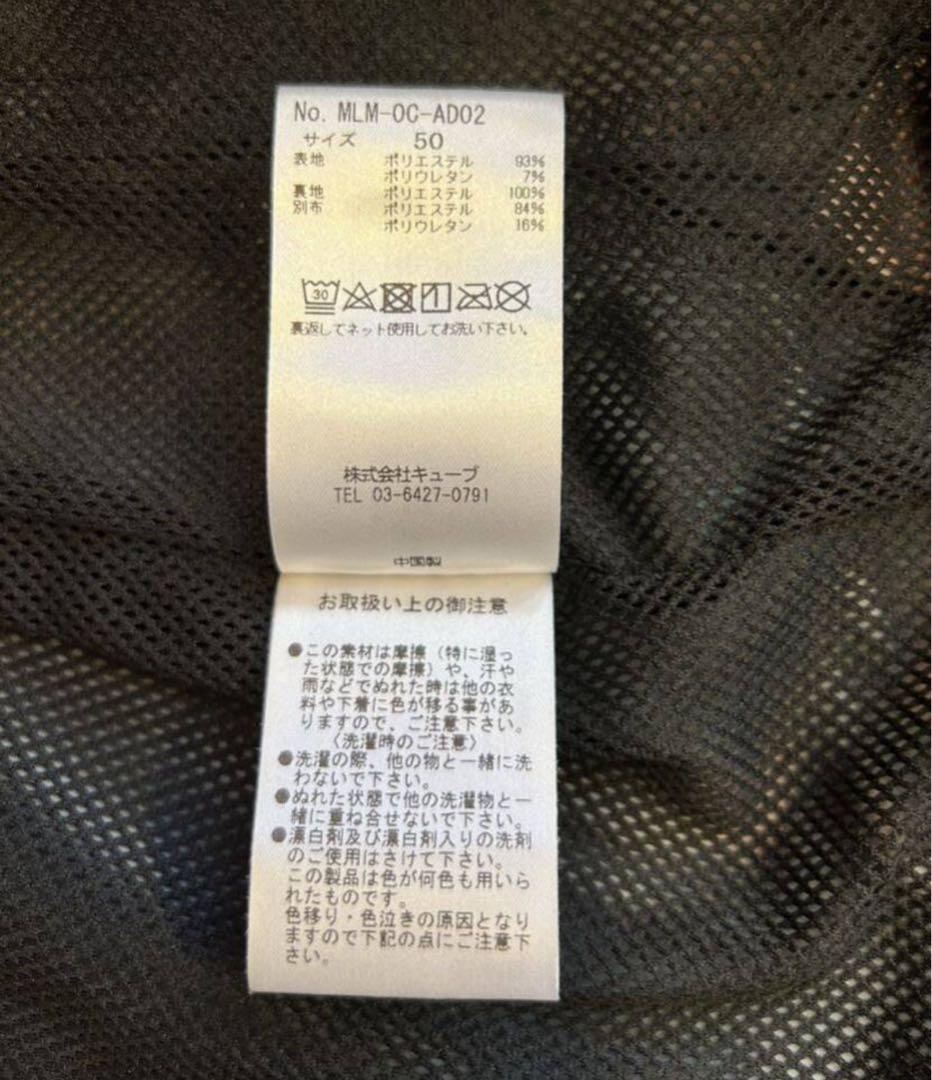 No. MLM-OC-AD02
サイズ 50
表地 ポリエステル 93%
ポリウレタン 7%
裏地 ポリエステル 100%
別布 ポリエステル 84%
ポリウレタン 16%
30
裏返してネット使用してお洗い下さい。
株式会社キューブ
TEL 03-6427-0791
中国製
お取扱い上の御注意
●この素材は摩擦（特に湿っ
た状態での摩擦）や、汗や
雨などでぬれた時は他の衣
料や下着に色が移る事があ
りますので、ご注意下さい。
〈洗濯時のご注意〉
●洗濯の際、他の物と一緒に洗
わないで下さい。
●ぬれた状態で他の洗濯物と一
緒に重ね合せないで下さい。
●漂白剤及び漂白剤入りの洗剤
のご使用はさけて下さい。
この製品は色が何色も用いら
れたものです。
色移り・色泣きの原因となり
ますので下記の点にご注意下
さい。